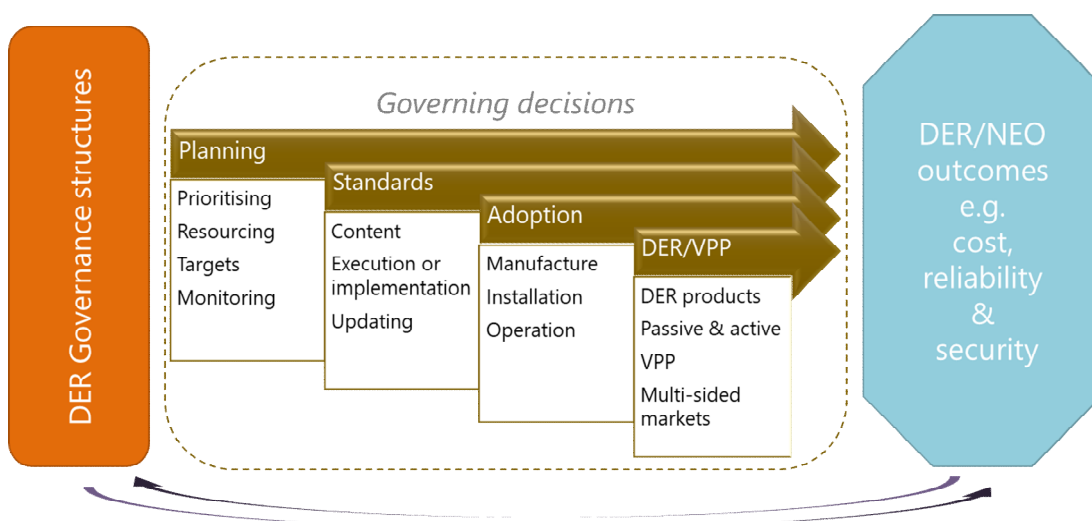 DER Governance structures
Governing decisions
Planning
Prioritising
Resourcing
Targets
Monitoring
Standards
Content
Execution or
implementation
Updating
Adoption
Manufacture
Installation
Operation
DER/VPP
DER products
Passive & active
VPP
Multi-sided
markets
DER/NEO
outcomes
e.g.
cost,
reliability
&
security